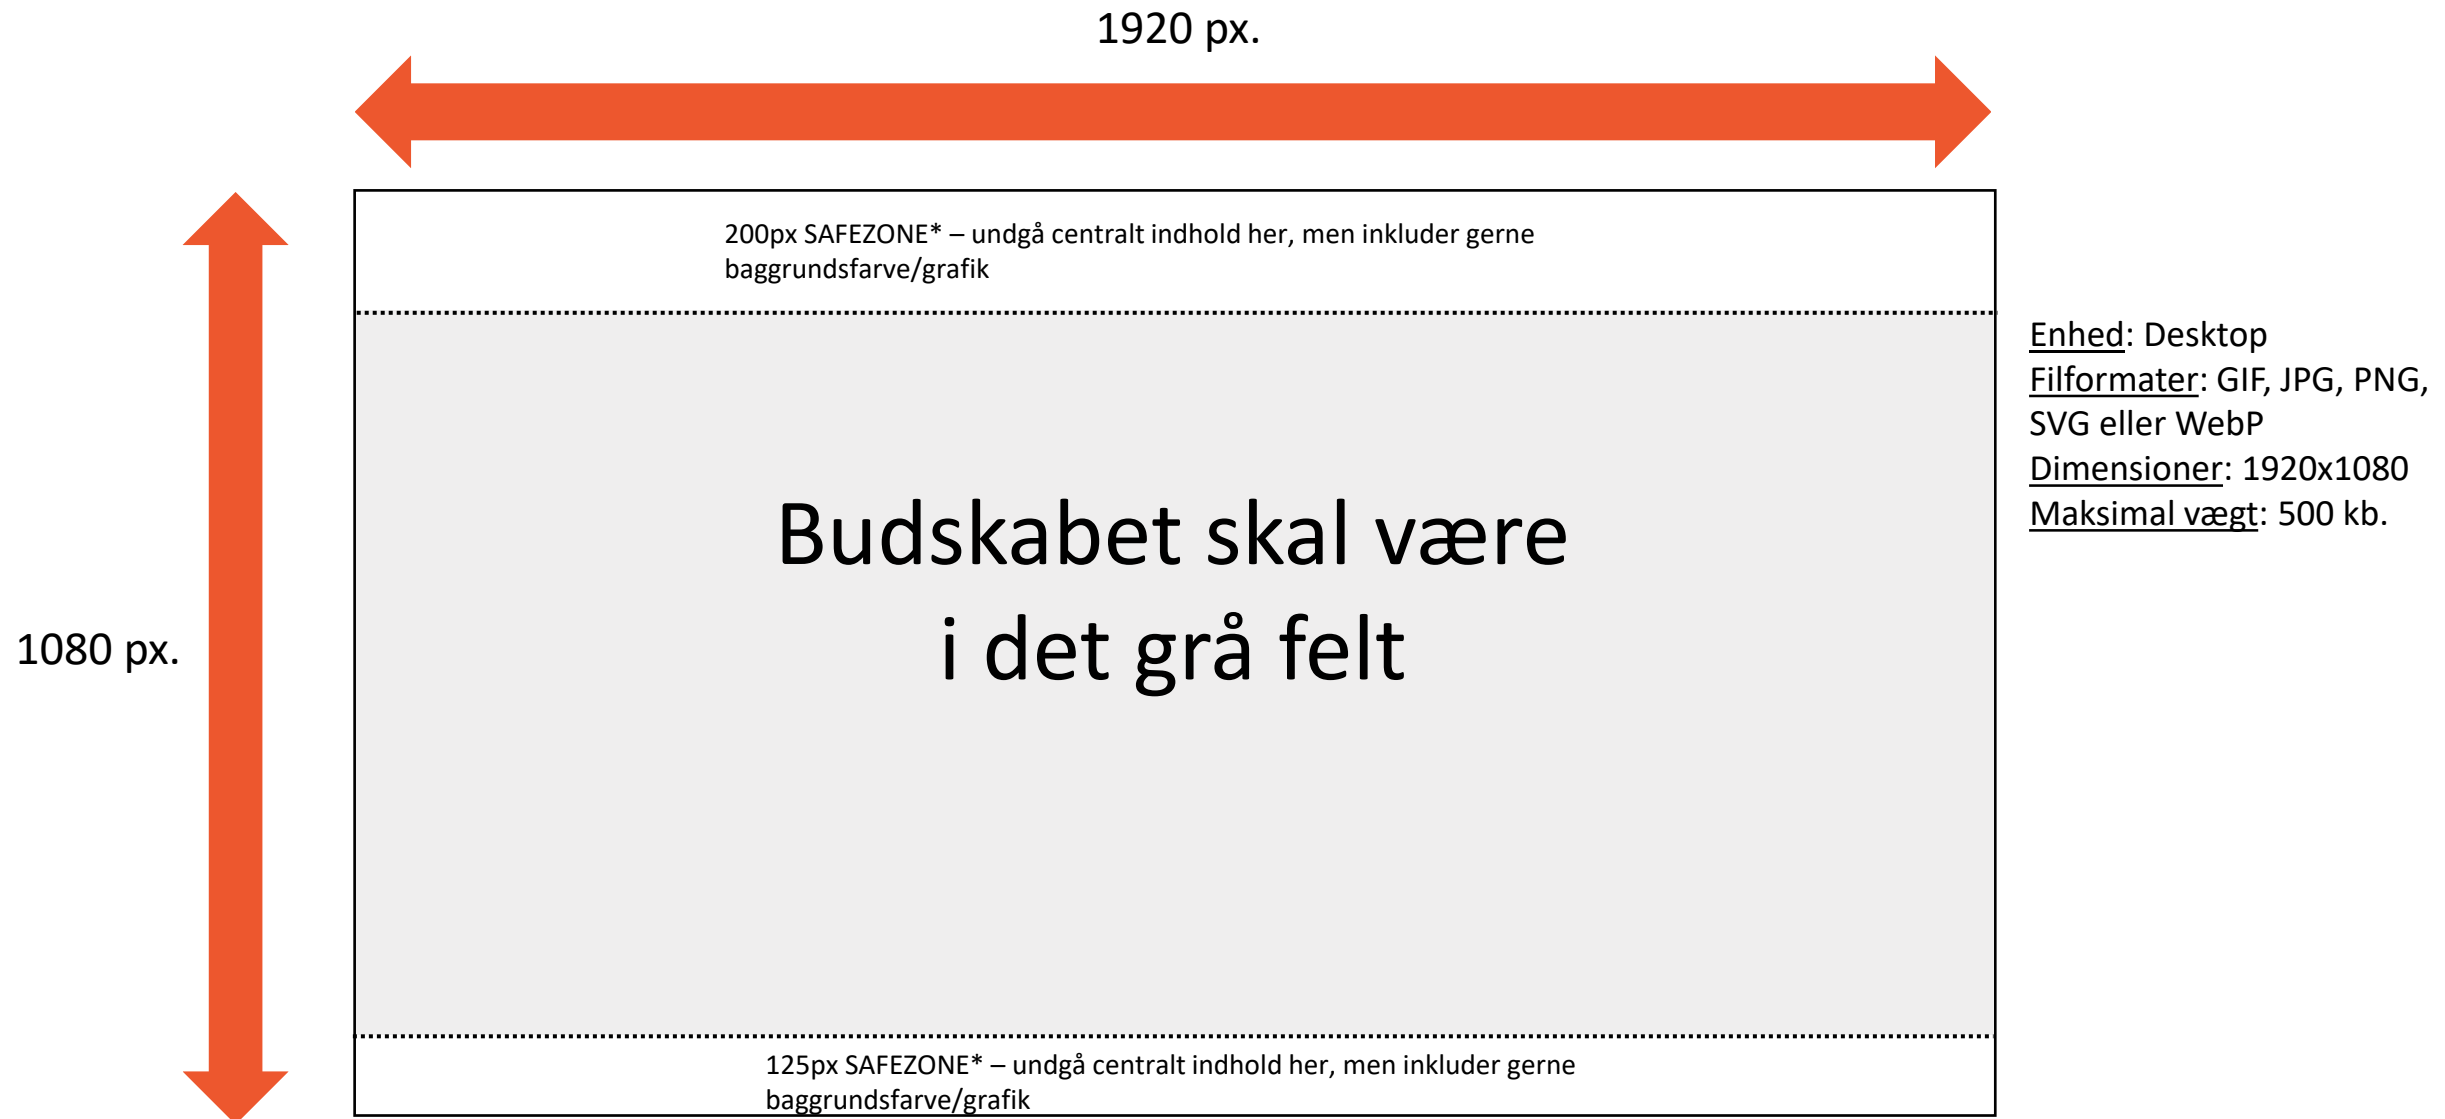 1920 px.
200px SAFEZONE* – undgå centralt indhold her, men inkluder gerne
baggrundsfarve/grafik
Enhed: Desktop
Filformater: GIF, JPG, PNG,
SVG eller WebP
Dimensioner: 1920x1080
Maksimal vægt: 500 kb.
Budskabet skal være
i det grå felt
1080 px.
125px SAFEZONE* – undgå centralt indhold her, men inkluder gerne
baggrundsfarve/grafik